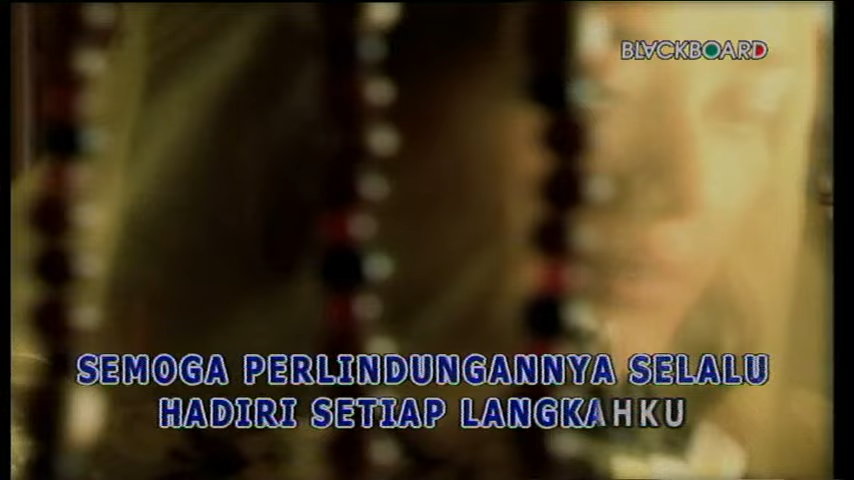 BLACKBOARD
SEMOGA PERLINDUNGANNYA SELALU
HADIRI SETIAP LANGKAHKU